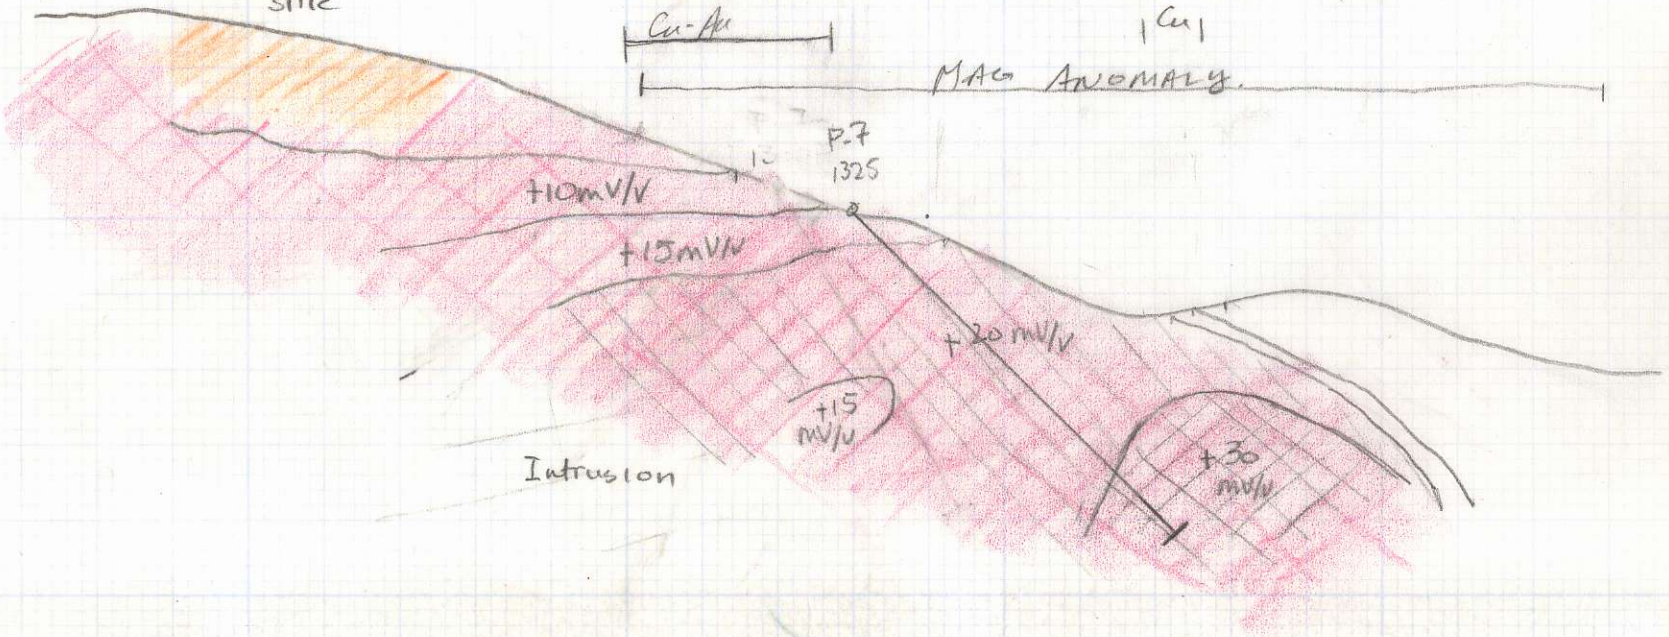 Cu-Au
|Cu|
MAG ANOMALY.
P-7
1325
+10mV/V
+15mV/V
+20mV/V
+15
mV/V
+30
mV/V
Intrusion